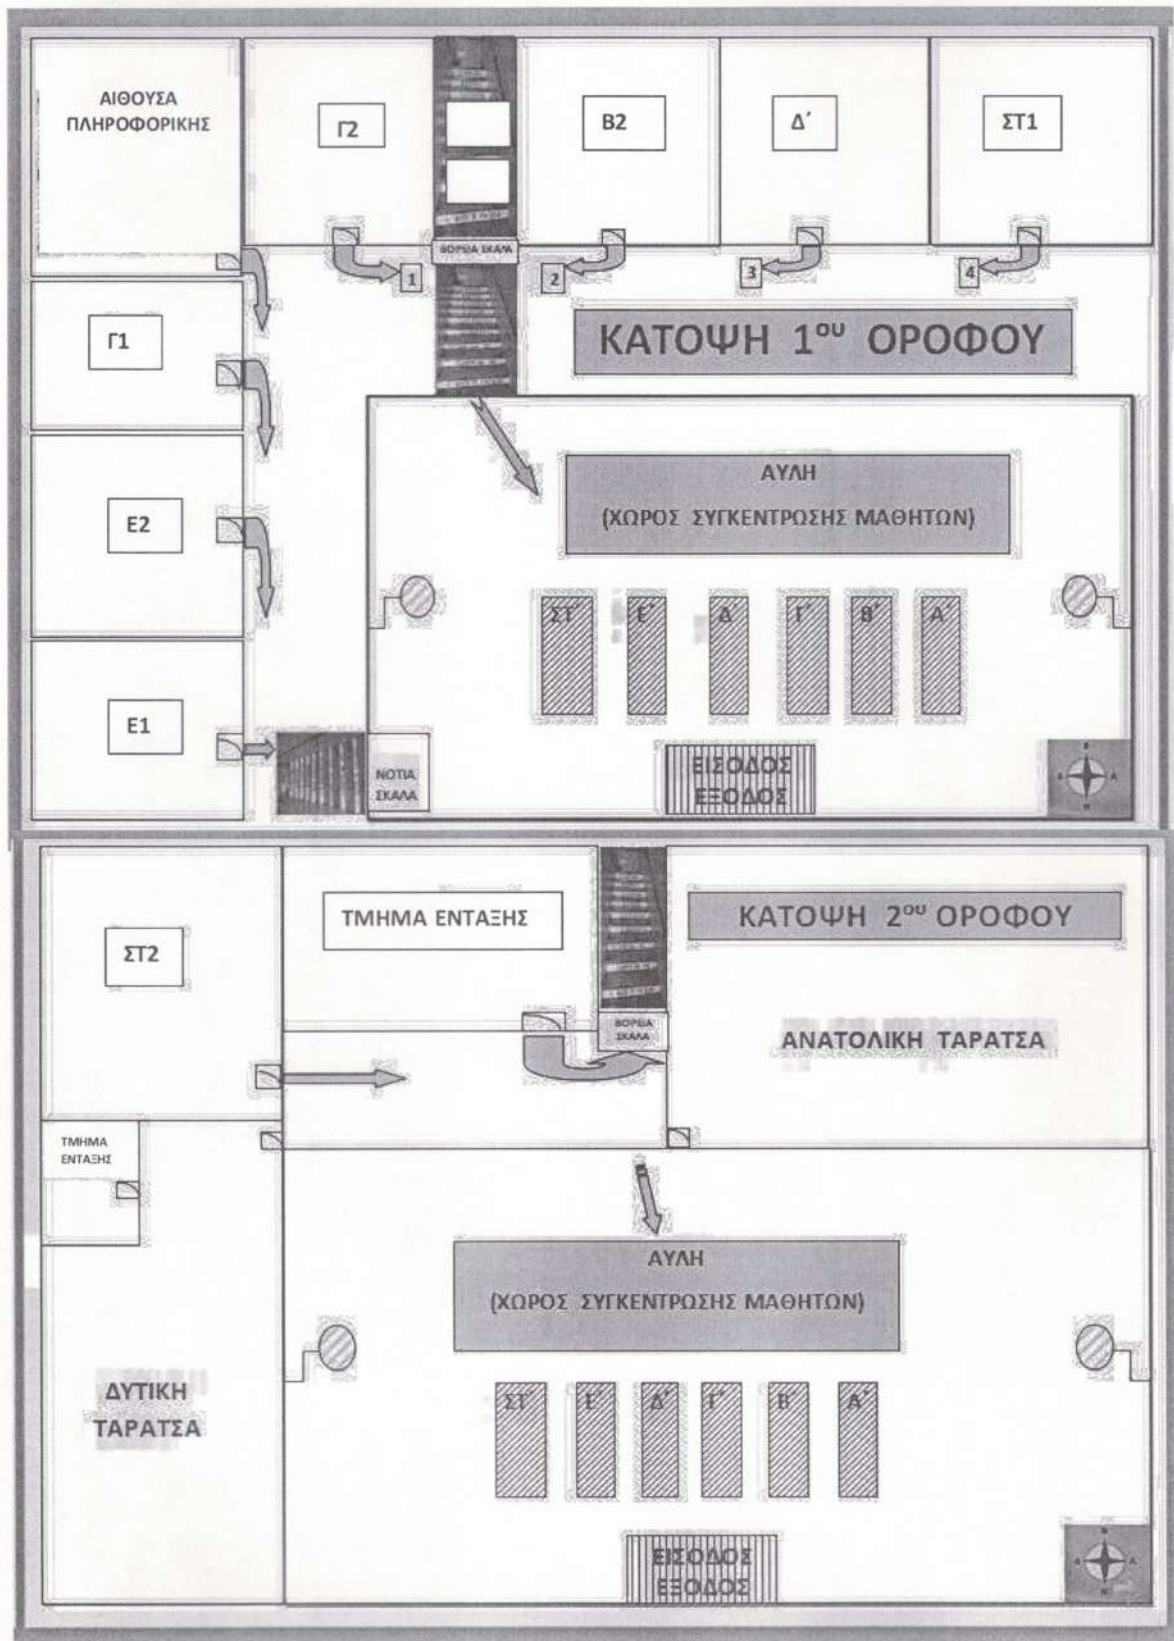 ΑΙΘΟΥΣΑ
ΠΛΗΡΟΦΟΡΙΚΗΣ
Γ2
Β2
Δ΄
ΣΤ1
ΒΟΡΕΙΑ ΣΚΑΛΑ
1
2
3
4
Γ1
ΚΑΤΟΨΗ 1ου ΟΡΟΦΟΥ
ΑΥΛΗ
(ΧΩΡΟΣ ΣΥΓΚΕΝΤΡΩΣΗΣ ΜΑΘΗΤΩΝ)
Ε2
ΣΤ΄
Ε΄
Δ΄
Γ΄
Β΄
Α΄
Ε1
ΝΟΤΙΑ
ΣΚΑΛΑ
ΕΙΣΟΔΟΣ
ΕΞΟΔΟΣ
ΤΜΗΜΑ ΕΝΤΑΞΗΣ
ΚΑΤΟΨΗ 2ου ΟΡΟΦΟΥ
ΣΤ2
ΒΟΡΕΙΑ
ΣΚΑΛΑ
ΑΝΑΤΟΛΙΚΗ ΤΑΡΑΤΣΑ
ΤΜΗΜΑ
ΕΝΤΑΞΗΣ
ΑΥΛΗ
(ΧΩΡΟΣ ΣΥΓΚΕΝΤΡΩΣΗΣ ΜΑΘΗΤΩΝ)
ΔΥΤΙΚΗ
ΤΑΡΑΤΣΑ
ΣΤ΄
Ε΄
Δ΄
Γ΄
Β΄
Α΄
ΕΙΣΟΔΟΣ
ΕΞΟΔΟΣ